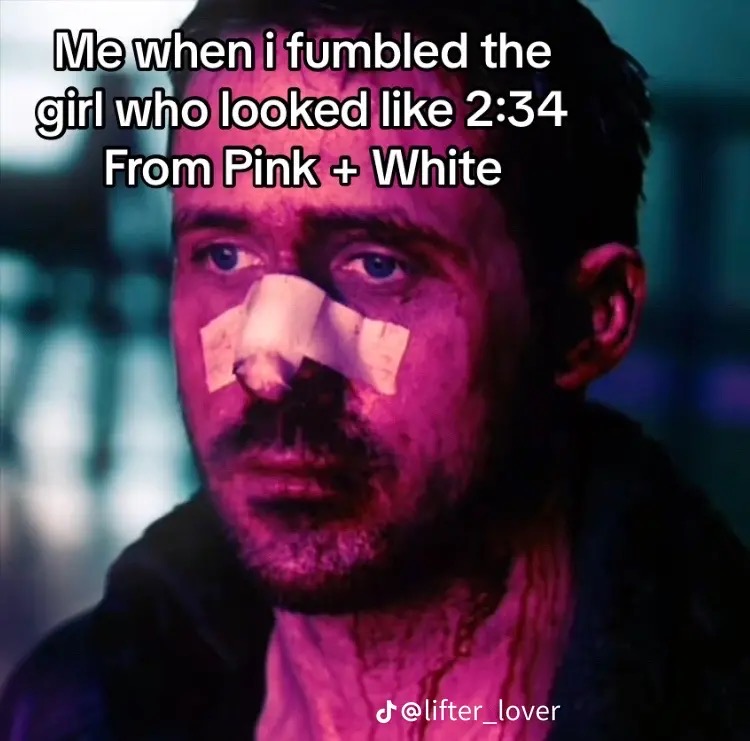 Me when i fumbled the
girl who looked like 2:34
From Pink + White
@lifter_lover